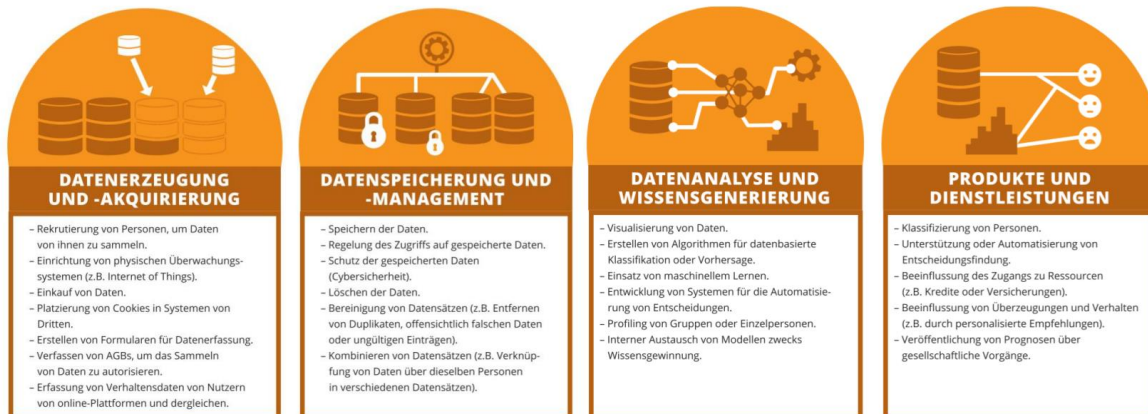 DATENERZEUGUNG
UND -AKQUIRIERUNG
– Rekrutierung von Personen, um Daten
von ihnen zu sammeln.
– Einrichtung von physischen Überwachungs-
systemen (z.B. Internet of Things).
– Einkauf von Daten.
– Platzierung von Cookies in Systemen von
Dritten.
– Erstellen von Formularen für Datenerfassung.
– Verfassen von AGBs, um das Sammeln
von Daten zu autorisieren.
– Erfassung von Verhaltensdaten von Nutzern
von online-Plattformen und dergleichen.
DATENSPEICHERUNG UND
-MANAGEMENT
– Speichern der Daten.
– Regelung des Zugriffs auf gespeicherte Daten.
– Schutz der gespeicherten Daten
(Cybersicherheit).
– Löschen der Daten.
– Bereinigung von Datensätzen (z.B. Entfernen
von Duplikaten, offensichtlich falschen Daten
oder ungültigen Einträgen).
– Kombinieren von Datensätzen (z.B. Verknüp-
fung von Daten über dieselben Personen
in verschiedenen Datensätzen).
DATENANALYSE UND
WISSENSGENERIERUNG
– Visualisierung von Daten.
– Erstellen von Algorithmen für datenbasierte
Klassifikation oder Vorhersage.
– Einsatz von maschinellem Lernen.
– Entwicklung von Systemen für die Automatisie-
rung von Entscheidungen.
– Profiling von Gruppen oder Einzelpersonen.
– Interner Austausch von Modellen zwecks
Wissensgewinnung.
PRODUKTE UND
DIENSTLEISTUNGEN
– Klassifizierung von Personen.
– Unterstützung oder Automatisierung von
Entscheidungsfindung.
– Beeinflussung des Zugangs zu Ressourcen
(z.B. Kredite oder Versicherungen).
– Beeinflussung von Überzeugungen und Verhalten
(z.B. durch personalisierte Empfehlungen).
– Veröffentlichung von Prognosen über
gesellschaftliche Vorgänge.